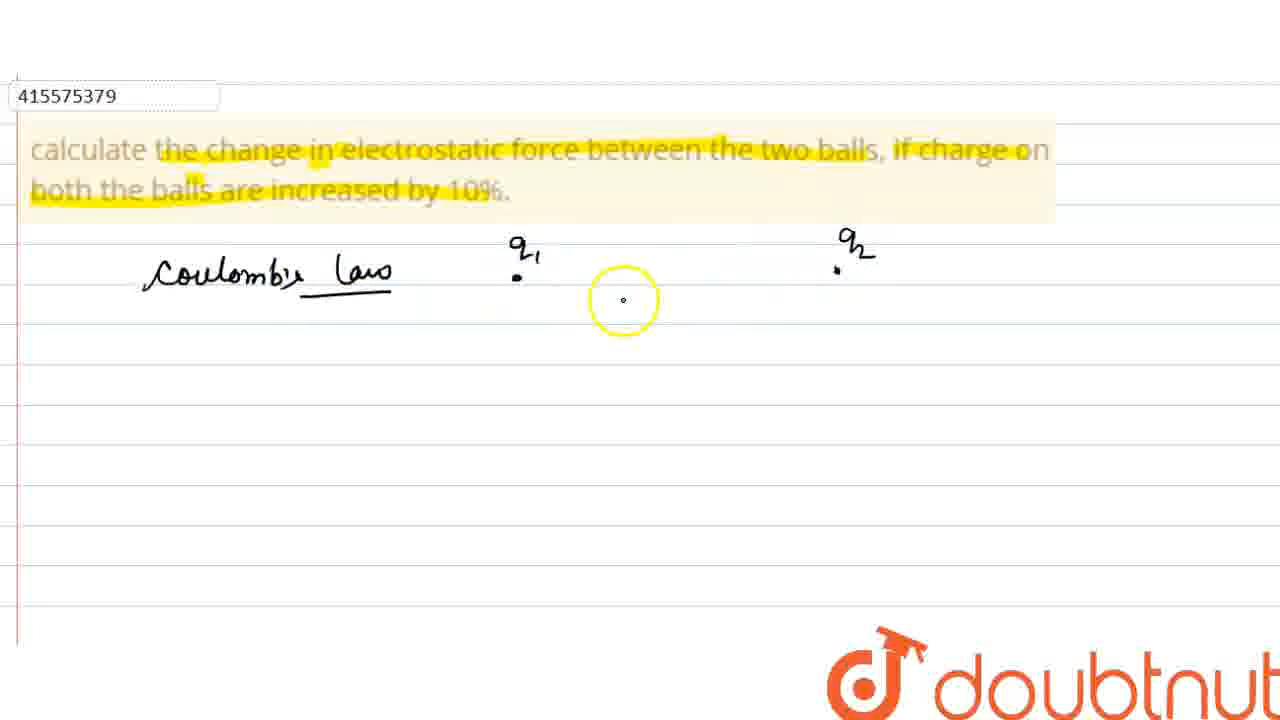 415575379
calculate the change in electrostatic force between the two balls, if charge on
both the balls are increased by 10%.
Coulombs law
q1
q2
doubtnut